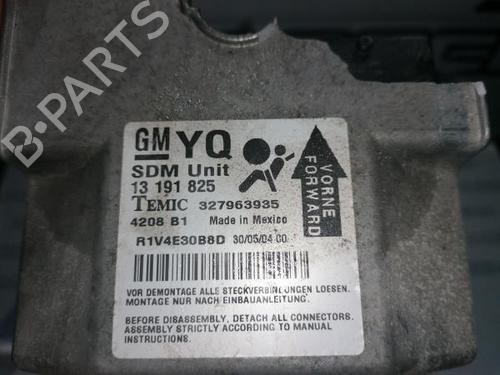 B-PARTS
GM YQ
SDM Unit
13 191 825
TEMIC 327963935
4208 B1 Made in Mexico
R1V4E30B8D 30/05/04 00
VORNE
FORWARD
VOR DEMONTAGE ALLE STECKVERBINDUNGEN LOESEN.
MONTAGE NUR NACH EINBAUANLEITUNG.
BEFORE DISASSEMBLY, DETACH ALL CONNECTORS.
ASSEMBLY STRICTLY ACCORDING TO MANUAL
INSTRUCTIONS.